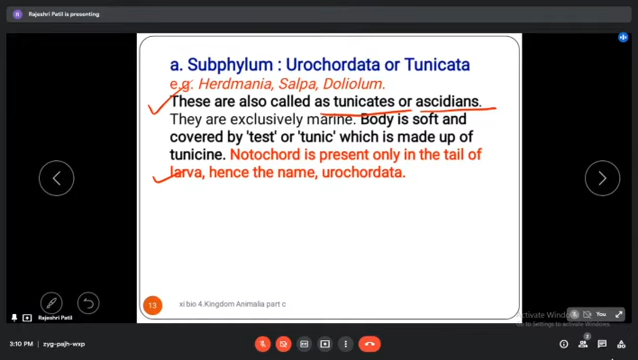 R Rajeshri Patil is presenting
a. Subphylum : Urochordata or Tunicata
e.g. Herdmania, Salpa, Doliolum.
These are also called as tunicates or ascidians.
They are exclusively marine. Body is soft and
covered by 'test' or 'tunic' which is made up of
tunicine. Notochord is present only in the tail of
larva, hence the name, urochordata.
13 xi bio 4.Kingdom Animalia part c
Activate Windows
Go to Settings to activate Windows.
You
Rajeshri Patil
3:10 PM | zyg-pajh-wxp